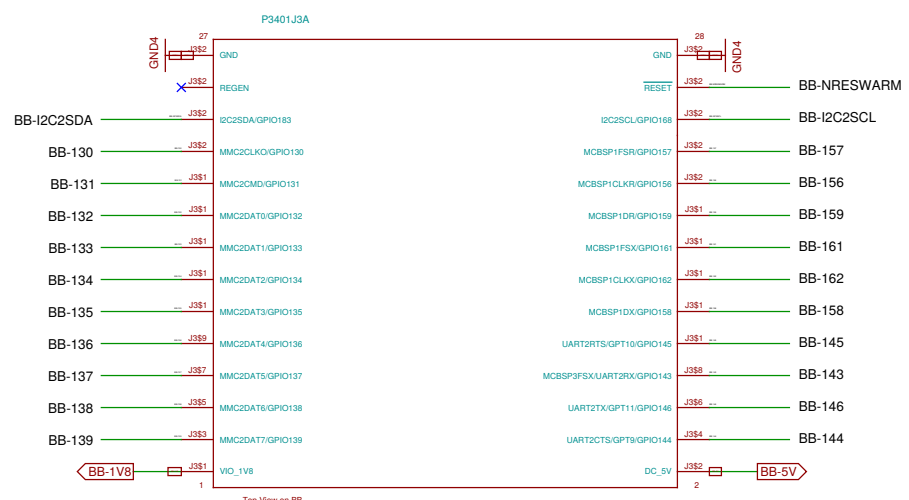 P3401J3A
27 28
GND4 J3$2 GND GND J3$2 GND4
J3$2 REGEN RESET J3$2 BB-NRESWARM
BB-I2C2SDA J3$2 I2C2SDA/GPIO183 I2C2SCL/GPIO168 J3$2 BB-I2C2SCL
BB-130 J3$2 MMC2CLKO/GPIO130 MCBSP1FSR/GPIO157 J3$2 BB-157
BB-131 J3$1 MMC2CMD/GPIO131 MCBSP1CLKR/GPIO156 J3$2 BB-156
BB-132 J3$1 MMC2DAT0/GPIO132 MCBSP1DR/GPIO159 J3$1 BB-159
BB-133 J3$1 MMC2DAT1/GPIO133 MCBSP1FSX/GPIO161 J3$1 BB-161
BB-134 J3$1 MMC2DAT2/GPIO134 MCBSP1CLKX/GPIO162 J3$1 BB-162
BB-135 J3$1 MMC2DAT3/GPIO135 MCBSP1DX/GPIO158 J3$1 BB-158
BB-136 J3$9 MMC2DAT4/GPIO136 UART2RTS/GPT10/GPIO145 J3$1 BB-145
BB-137 J3$7 MMC2DAT5/GPIO137 MCBSP3FSX/UART2RX/GPIO143 J3$8 BB-143
BB-138 J3$5 MMC2DAT6/GPIO138 UART2TX/GPT11/GPIO146 J3$6 BB-146
BB-139 J3$3 MMC2DAT7/GPIO139 UART2CTS/GPT9/GPIO144 J3$4 BB-144
BB-1V8 J3$1 VIO_1V8 DC_5V J3$2 BB-5V
1 2